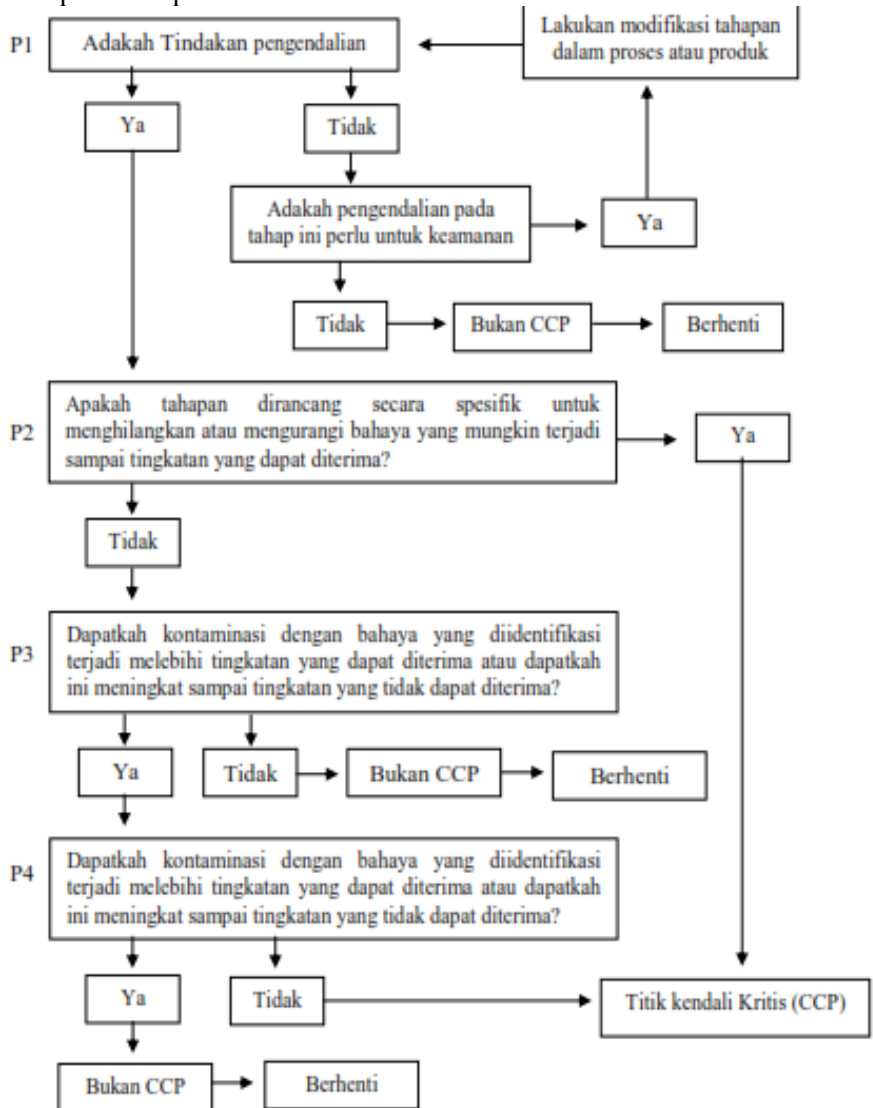 Lakukan modifikasi tahapan
dalam proses atau produk
P1
Adakah Tindakan pengendalian
Ya
Tidak
Adakah pengendalian pada
tahap ini perlu untuk keamanan
Ya
Tidak
Bukan CCP
Berhenti
P2
Apakah tahapan dirancang secara spesifik untuk
menghilangkan atau mengurangi bahaya yang mungkin terjadi
sampai tingkatan yang dapat diterima?
Ya
Tidak
P3
Dapatkah kontaminasi dengan bahaya yang diidentifikasi
terjadi melebihi tingkatan yang dapat diterima atau dapatkah
ini meningkat sampai tingkatan yang tidak dapat diterima?
Ya
Tidak
Bukan CCP
Berhenti
P4
Dapatkah kontaminasi dengan bahaya yang diidentifikasi
terjadi melebihi tingkatan yang dapat diterima atau dapatkah
ini meningkat sampai tingkatan yang tidak dapat diterima?
Ya
Tidak
Titik kendali Kritis (CCP)
Bukan CCP
Berhenti